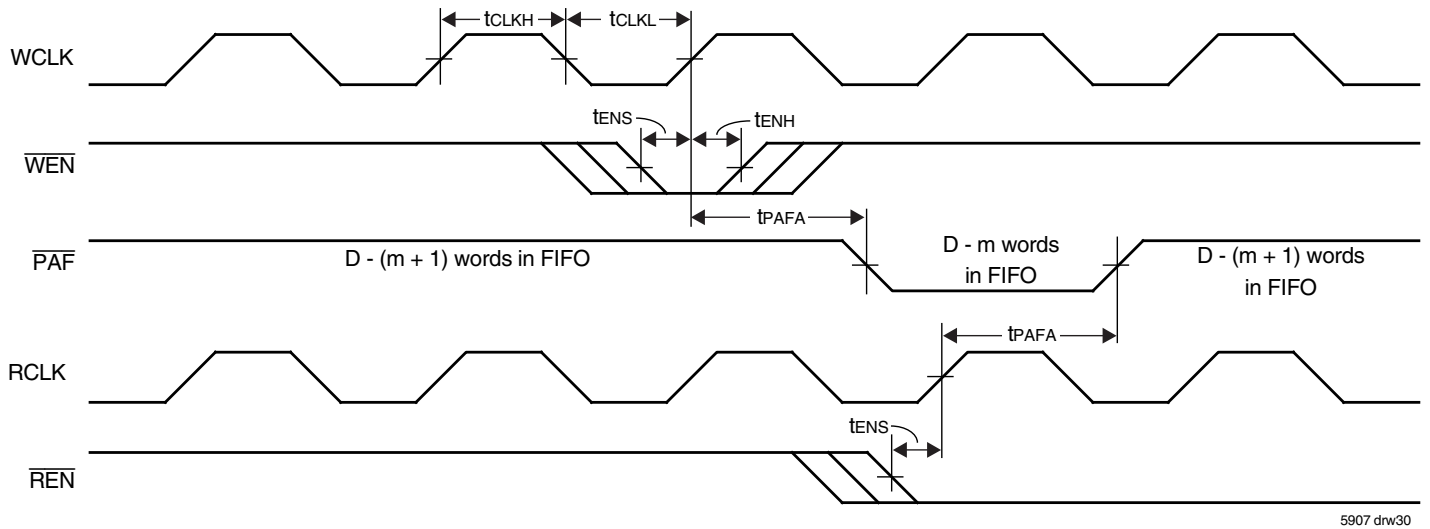 tCLKH
tCLKL
WCLK
tENS
tENH
WEN
tPAFA
PAF
D - (m + 1) words in FIFO
D - m words
in FIFO
D - (m + 1) words
in FIFO
tPAFA
RCLK
tENS
REN
5907 drw30